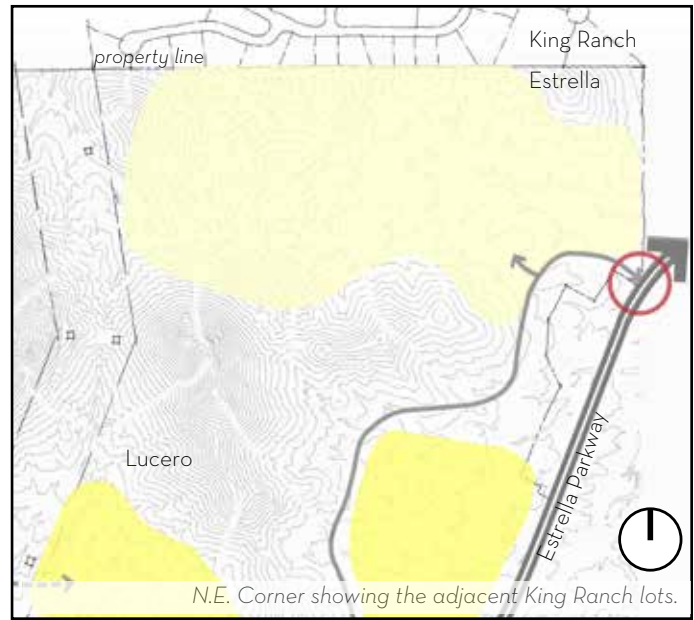 King Ranch
property line
Estrella
Lucero
Estrella Parkway
N.E. Corner showing the adjacent King Ranch lots.